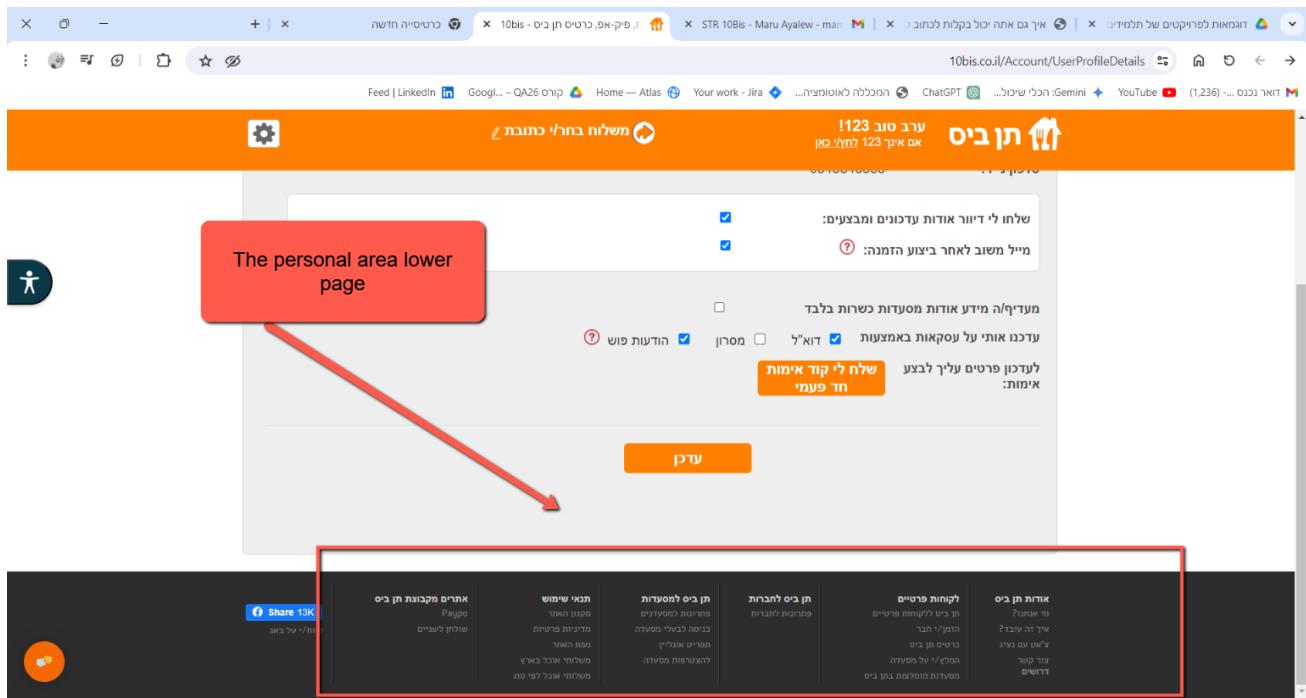 דוגמאות לפרויקטים של תלמידים
איך גם אתה יכול בקלות לכתוב
STR 10Bis - Maru Ayalew - maru
פיק-אפ, כרטיס תן ביס - 10bis
כרטיסייה חדשה
10bis.co.il/Account/UserProfileDetails
דואר נכנס ...- (1,236)
YouTube
Gemini: הכלי שיכול...
ChatGPT
המכללה לאוטומציה...
Your work - Jira
Home — Atlas
Googl... – QA26 קורס
Feed | LinkedIn
תן ביס
ערב טוב 123!
אם אינך 123 לחץ/י כאן
משלוח בחר/י כתובת
שלחו לי דיוור אודות עדכונים ומבצעים:
מייל משוב לאחר ביצוע הזמנה:
The personal area lower
page
מעדיף/ה מידע אודות מסעדות כשרות בלבד
עדכנו אותי על עסקאות באמצעות דוא"ל מסרון הודעות פוש
לעדכון פרטים עליך לבצע
אימות:
שלח לי קוד אימות
חד פעמי
עדכן
אודות תן ביס
מי אנחנו?
איך זה עובד?
צ'אט עם נציג
צור קשר
דרושים
לקוחות פרטיים
תן ביס ללקוחות פרטיים
הזמן/י חבר
כרטיס תן ביס
המלץ/י על מסעדה
מסעדות מומלצות בתן ביס
תן ביס לחברות
פתרונות לחברות
תן ביס למסעדות
פתרונות למסעדנים
כניסה לבעלי מסעדה
תפריט אונליין
להצטרפות מסעדה
תנאי שימוש
תקנון האתר
מדיניות פרטיות
מפת האתר
משלוחי אוכל בארץ
משלוחי אוכל לפי סוג
אתרים מקבוצת תן ביס
Paypo
שולחן לשניים
Share 13K
על באג